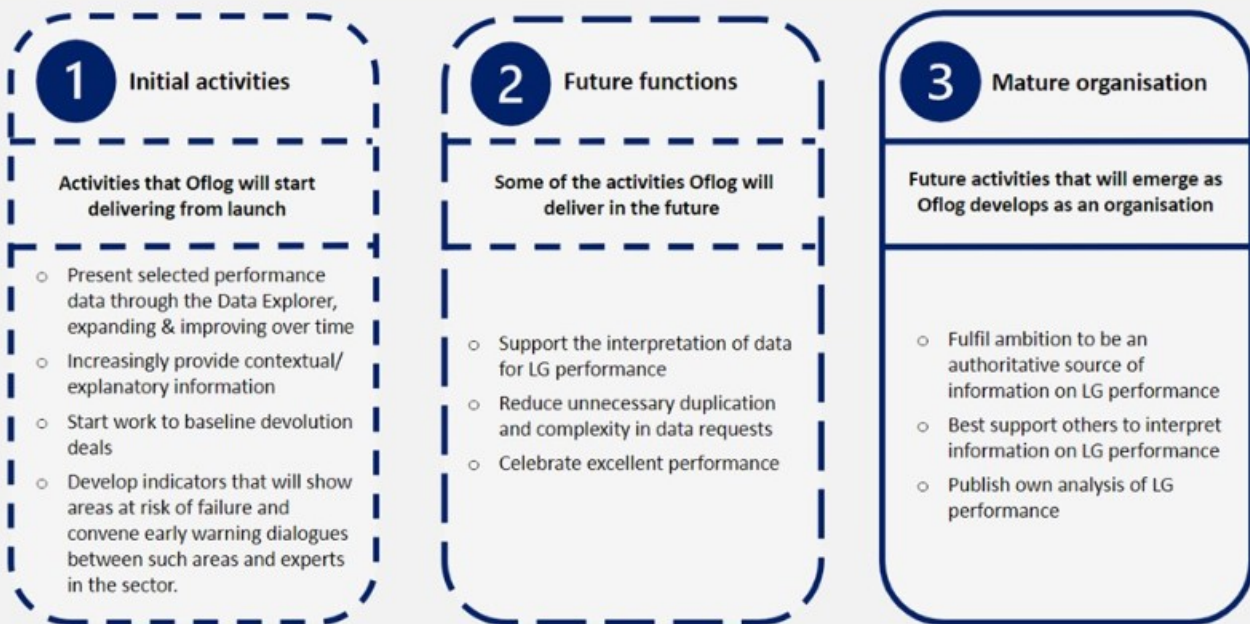 1
Initial activities
Activities that Oflog will start
delivering from launch
○ Present selected performance
data through the Data Explorer,
expanding & improving over time
○ Increasingly provide contextual/
explanatory information
○ Start work to baseline devolution
deals
○ Develop indicators that will show
areas at risk of failure and
convene early warning dialogues
between such areas and experts
in the sector.
2
Future functions
Some of the activities Oflog will
deliver in the future
○ Support the interpretation of data
for LG performance
○ Reduce unnecessary duplication
and complexity in data requests
○ Celebrate excellent performance
3
Mature organisation
Future activities that will emerge as
Oflog develops as an organisation
○ Fulfil ambition to be an
authoritative source of
information on LG performance
○ Best support others to interpret
information on LG performance
○ Publish own analysis of LG
performance